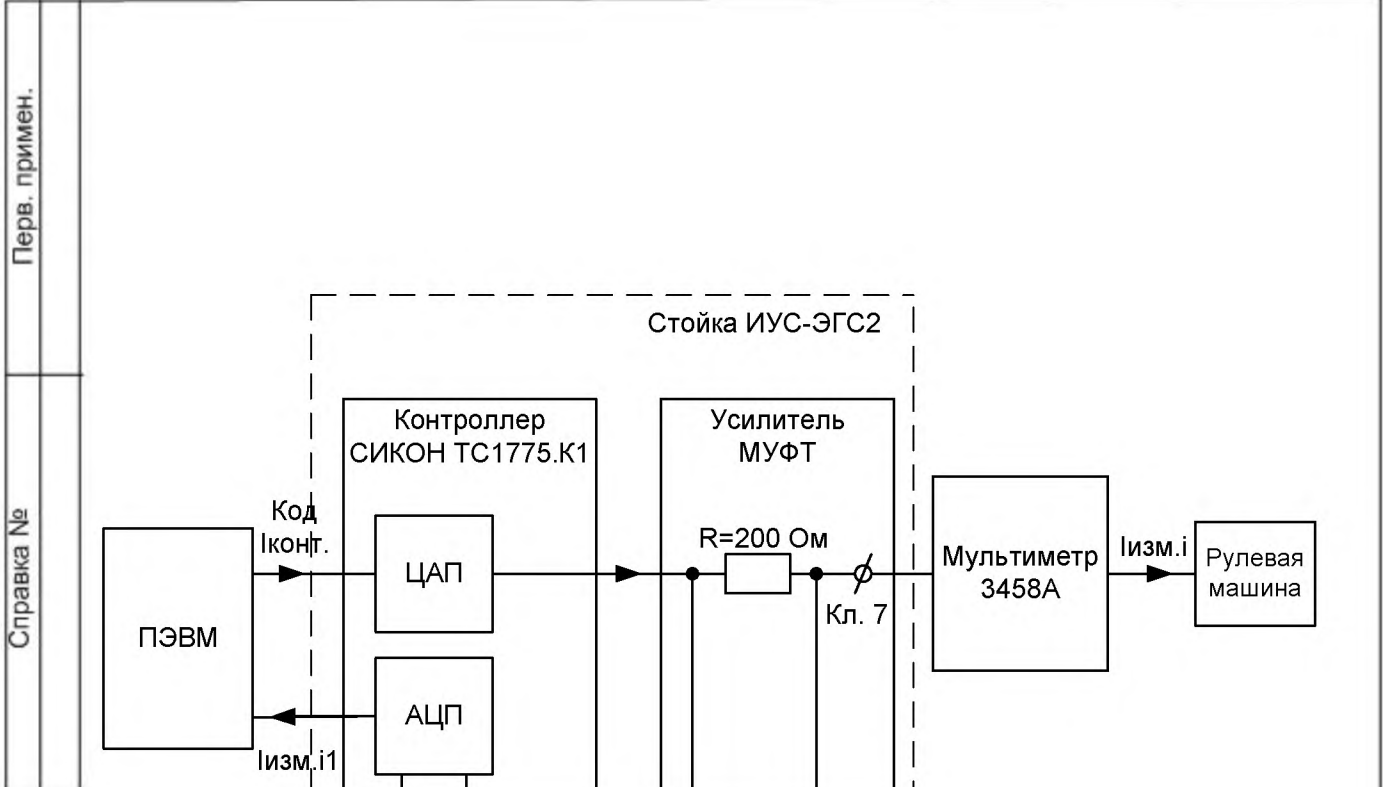 Перв. примен.
Справка №
Стойка ИУС-ЭГС2
Контроллер
СИКОН ТС1775.К1
Усилитель
МУФТ
Код
Iконт.
ЦАП
R=200 Ом
Кл. 7
Мультиметр
3458А
Iизм.i
Рулевая
машина
ПЭВМ
АЦП
Iизм.i1